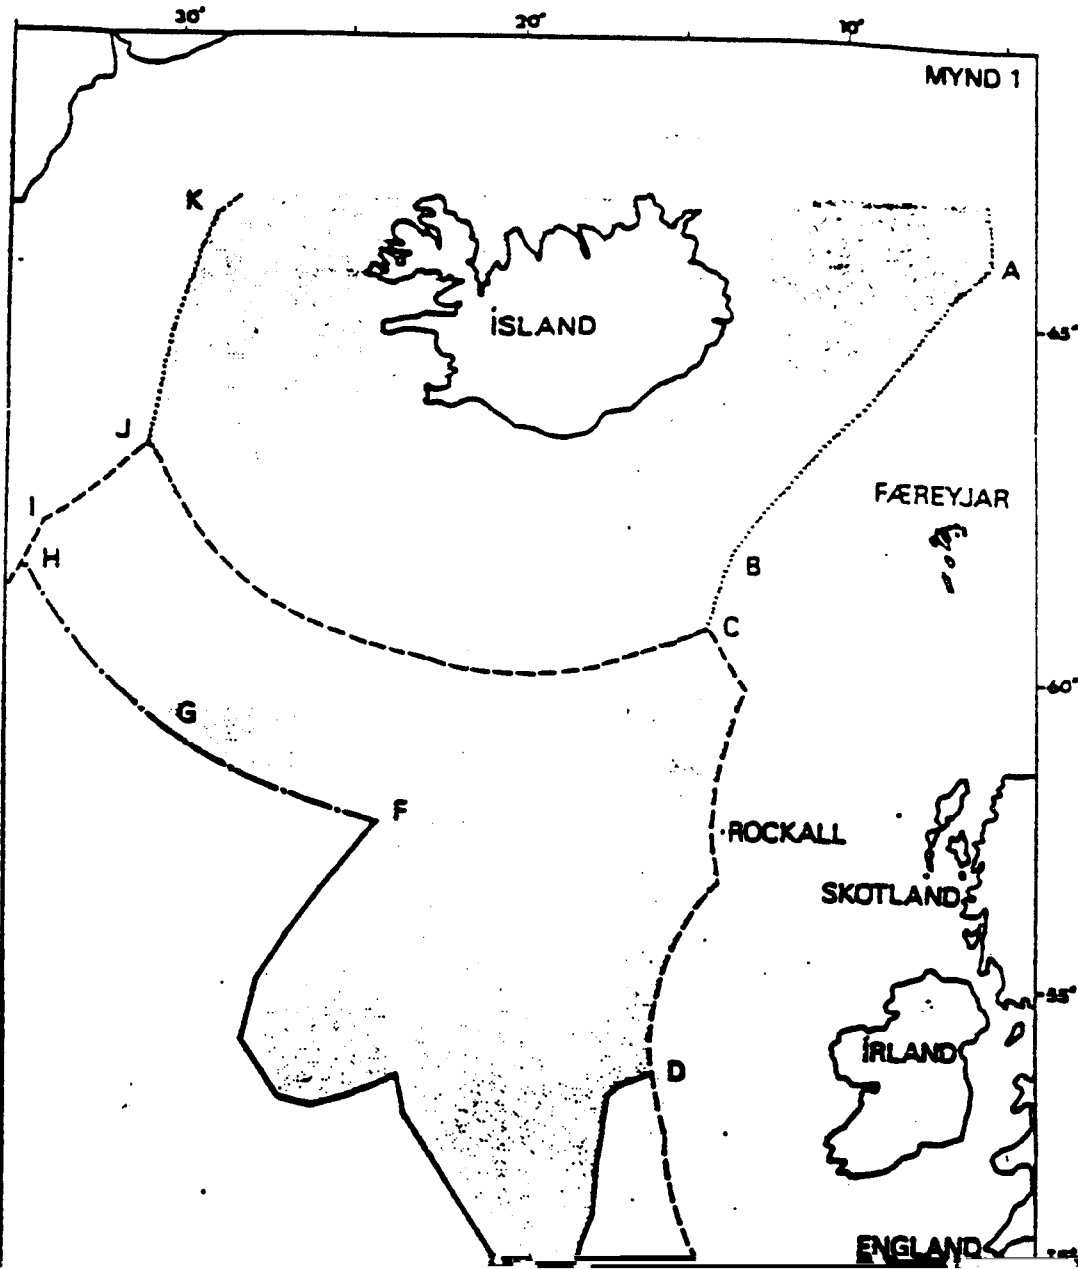 30° 20° 10°
MYND 1
K
A
ÍSLAND
65°
J
FÆREYJAR
I
H
B
C
60°
G
F
ROCKALL
SKOTLAND
55°
ÍRLAND
D
ENGLAND